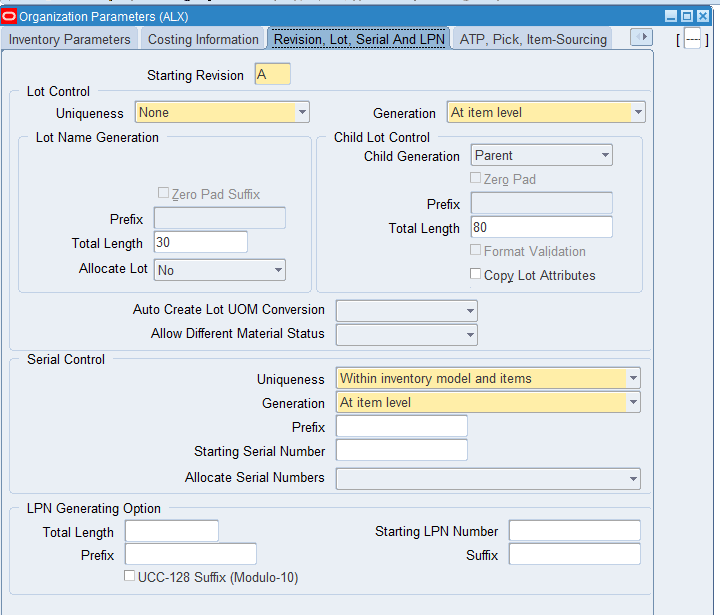 Organization Parameters (ALX)
Inventory Parameters Costing Information Revision, Lot, Serial And LPN ATP, Pick, Item-Sourcing [ ---- ]
Starting Revision A
Lot Control
Uniqueness None Generation At item level
Lot Name Generation Child Lot Control
Child Generation Parent
Zero Pad Suffix Zero Pad
Prefix Prefix
Total Length 30 Total Length 80
Allocate Lot No Format Validation
Copy Lot Attributes
Auto Create Lot UOM Conversion
Allow Different Material Status
Serial Control
Uniqueness Within inventory model and items
Generation At item level
Prefix
Starting Serial Number
Allocate Serial Numbers
LPN Generating Option
Total Length Starting LPN Number
Prefix Suffix
UCC-128 Suffix (Modulo-10)